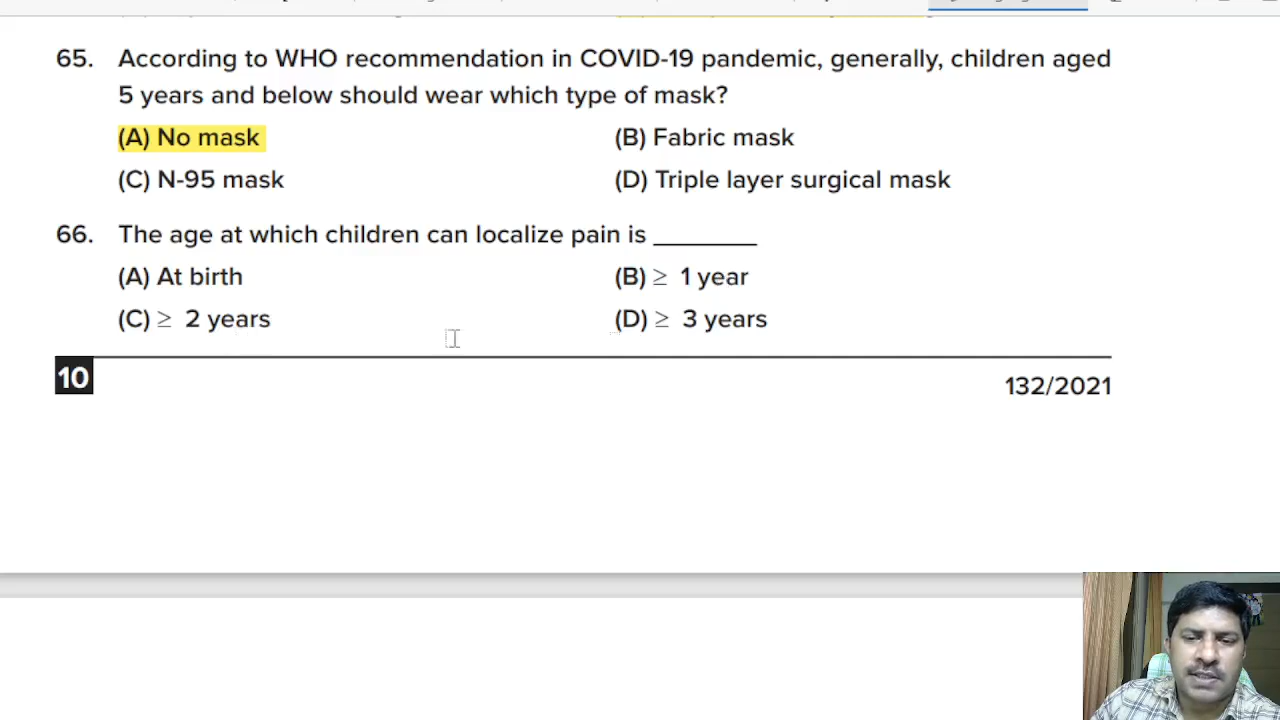 65. According to WHO recommendation in COVID-19 pandemic, generally, children aged
5 years and below should wear which type of mask?
(A) No mask (B) Fabric mask
(C) N-95 mask (D) Triple layer surgical mask
66. The age at which children can localize pain is ________
(A) At birth (B) ≥ 1 year
(C) ≥ 2 years (D) ≥ 3 years
10
132/2021